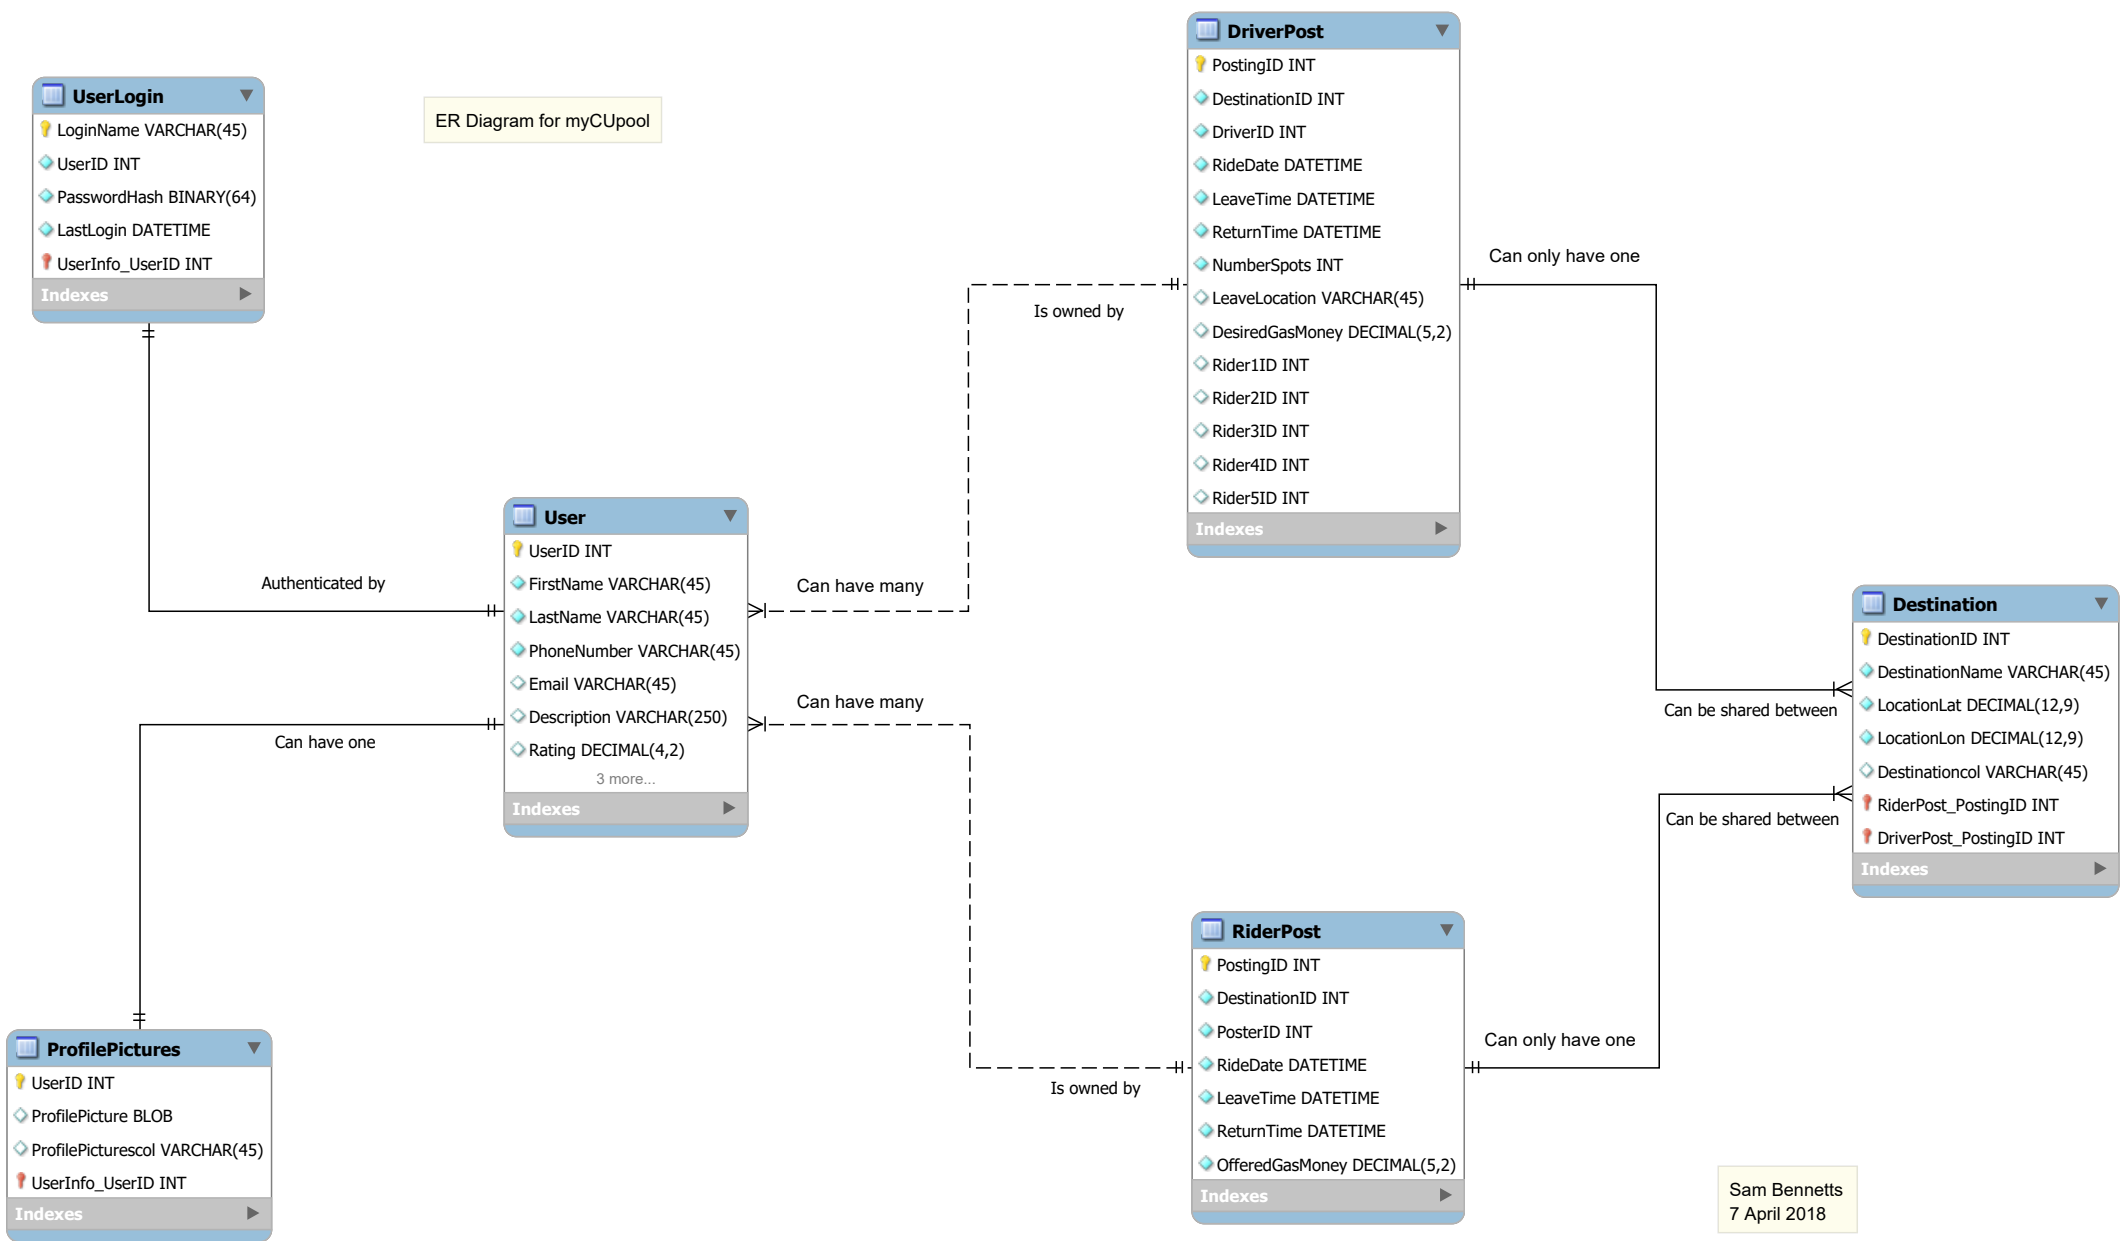 ER Diagram for myCUpool
UserLogin
LoginName VARCHAR(45)
UserID INT
PasswordHash BINARY(64)
LastLogin DATETIME
UserInfo_UserID INT
Indexes
Authenticated by
Can have one
ProfilePictures
UserID INT
ProfilePicture BLOB
ProfilePicturescol VARCHAR(45)
UserInfo_UserID INT
Indexes
User
UserID INT
FirstName VARCHAR(45)
LastName VARCHAR(45)
PhoneNumber VARCHAR(45)
Email VARCHAR(45)
Description VARCHAR(250)
Rating DECIMAL(4,2)
3 more...
Indexes
Can have many
Can have many
Is owned by
Is owned by
DriverPost
PostingID INT
DestinationID INT
DriverID INT
RideDate DATETIME
LeaveTime DATETIME
ReturnTime DATETIME
NumberSpots INT
LeaveLocation VARCHAR(45)
DesiredGasMoney DECIMAL(5,2)
Rider1ID INT
Rider2ID INT
Rider3ID INT
Rider4ID INT
Rider5ID INT
Indexes
Can only have one
Can be shared between
RiderPost
PostingID INT
DestinationID INT
PosterID INT
RideDate DATETIME
LeaveTime DATETIME
ReturnTime DATETIME
OfferedGasMoney DECIMAL(5,2)
Indexes
Can only have one
Can be shared between
Destination
DestinationID INT
DestinationName VARCHAR(45)
LocationLat DECIMAL(12,9)
LocationLon DECIMAL(12,9)
Destinationcol VARCHAR(45)
RiderPost_PostingID INT
DriverPost_PostingID INT
Indexes
Sam Bennetts
7 April 2018